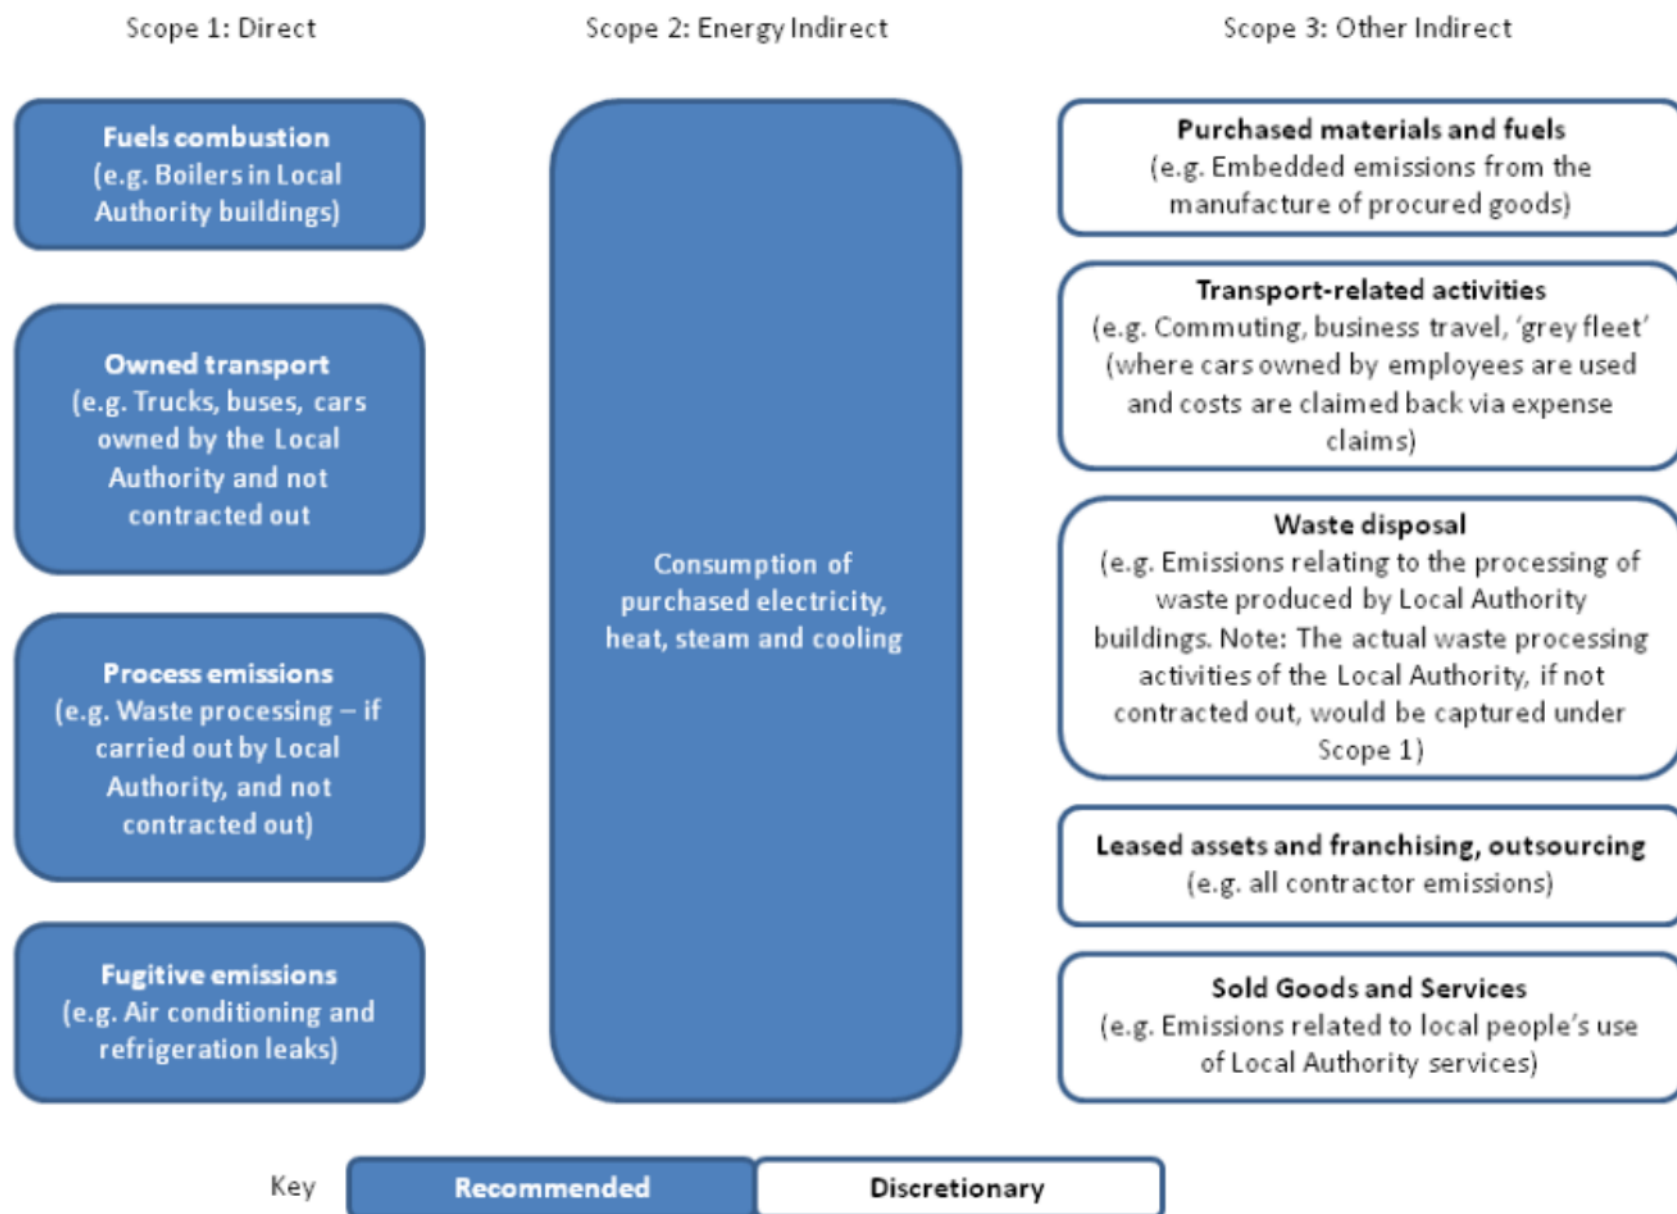 Scope 1: Direct
Scope 2: Energy Indirect
Scope 3: Other Indirect
Fuels combustion
(e.g. Boilers in Local
Authority buildings)
Owned transport
(e.g. Trucks, buses, cars
owned by the Local
Authority and not
contracted out
Process emissions
(e.g. Waste processing – if
carried out by Local
Authority, and not
contracted out)
Fugitive emissions
(e.g. Air conditioning and
refrigeration leaks)
Consumption of
purchased electricity,
heat, steam and cooling
Purchased materials and fuels
(e.g. Embedded emissions from the
manufacture of procured goods)
Transport-related activities
(e.g. Commuting, business travel, ‘grey fleet’
(where cars owned by employees are used
and costs are claimed back via expense
claims)
Waste disposal
(e.g. Emissions relating to the processing of
waste produced by Local Authority
buildings. Note: The actual waste processing
activities of the Local Authority, if not
contracted out, would be captured under
Scope 1)
Leased assets and franchising, outsourcing
(e.g. all contractor emissions)
Sold Goods and Services
(e.g. Emissions related to local people’s use
of Local Authority services)
Key
Recommended
Discretionary